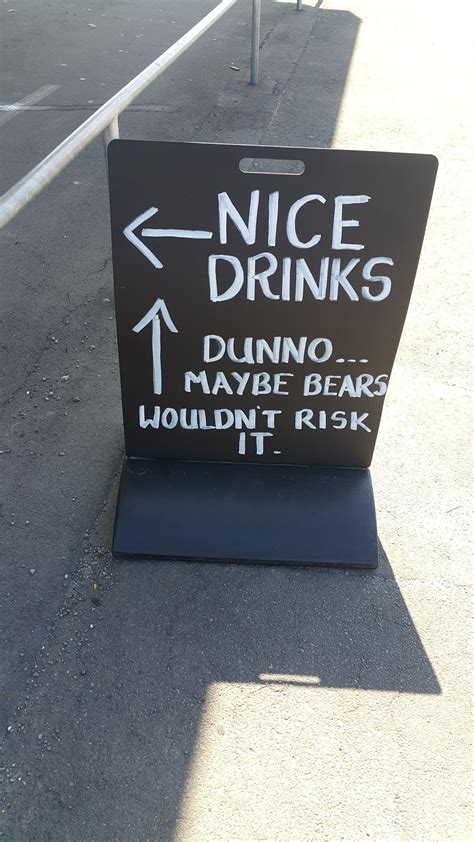 NICE
DRINKS
DUNNO...
MAYBE BEARS
WOULDN'T RISK
IT.